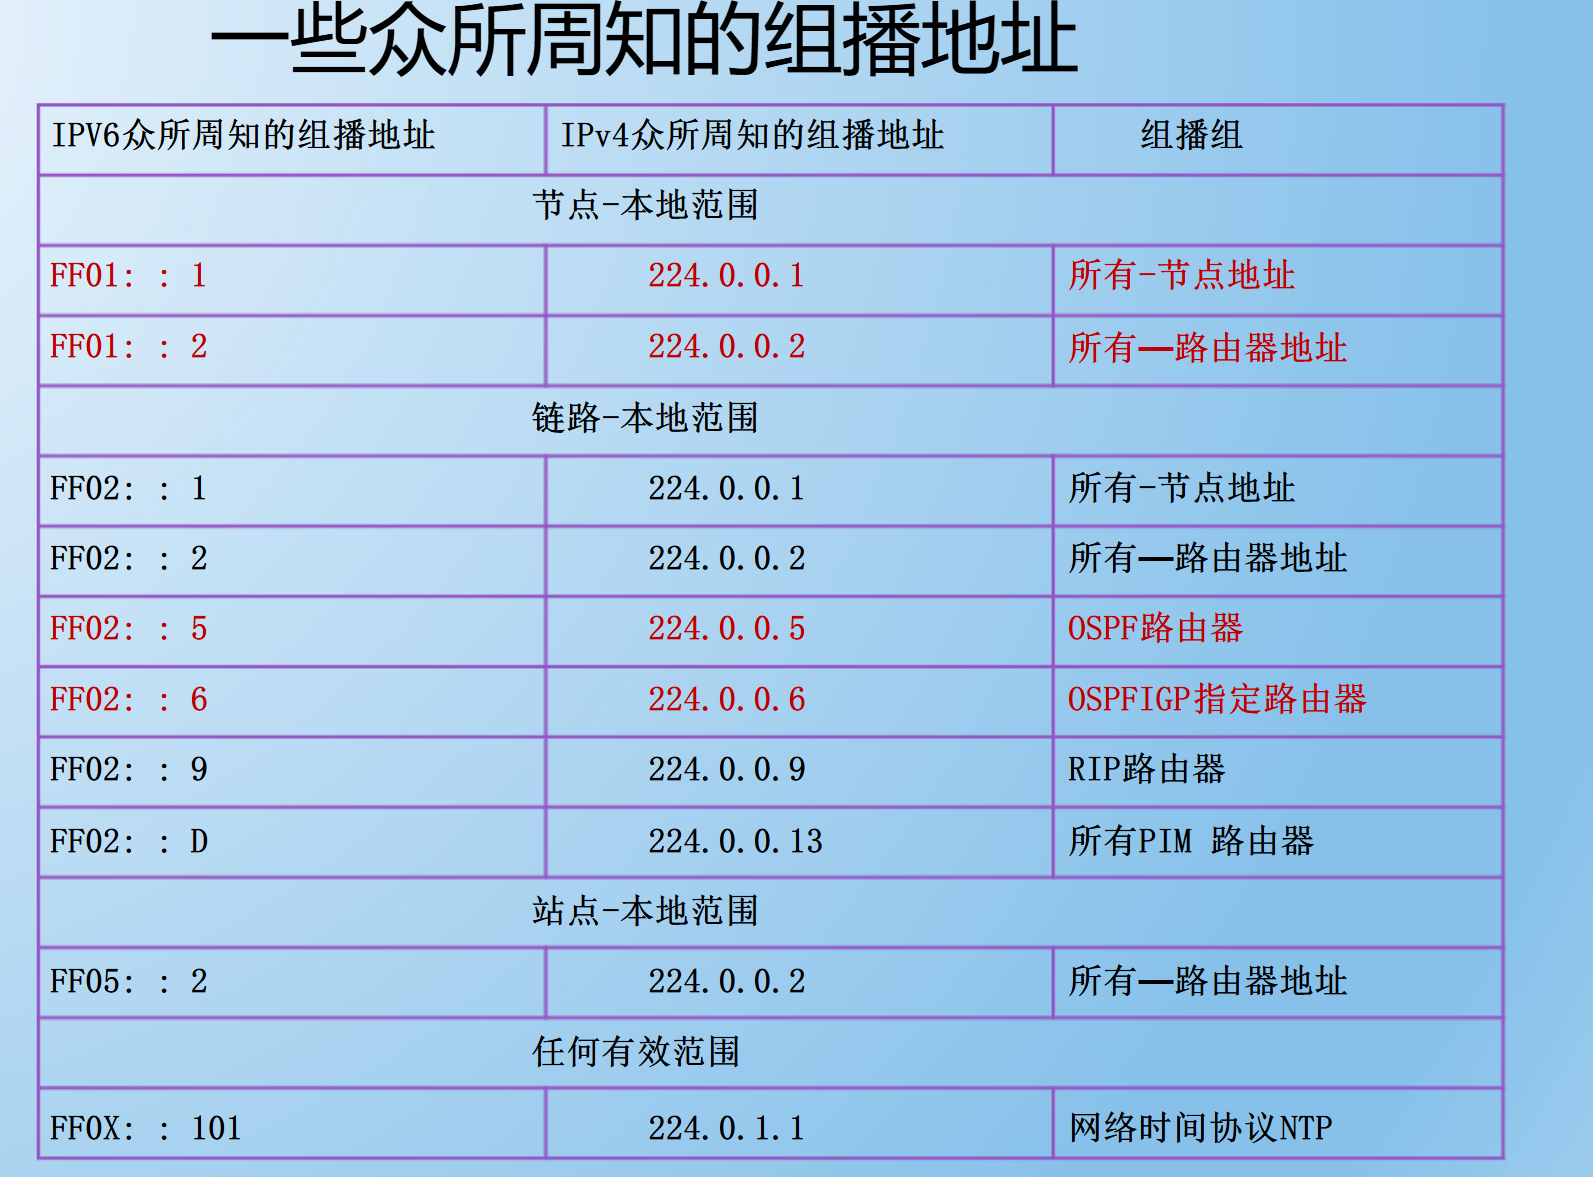 一些众所周知的组播地址
IPV6众所周知的组播地址 IPv4众所周知的组播地址 组播组
节点-本地范围
FF01: : 1 224.0.0.1 所有-节点地址
FF01: : 2 224.0.0.2 所有—路由器地址
链路-本地范围
FF02: : 1 224.0.0.1 所有-节点地址
FF02: : 2 224.0.0.2 所有—路由器地址
FF02: : 5 224.0.0.5 OSPF路由器
FF02: : 6 224.0.0.6 OSPFIGP指定路由器
FF02: : 9 224.0.0.9 RIP路由器
FF02: : D 224.0.0.13 所有PIM 路由器
站点-本地范围
FF05: : 2 224.0.0.2 所有—路由器地址
任何有效范围
FF0X: : 101 224.0.1.1 网络时间协议NTP